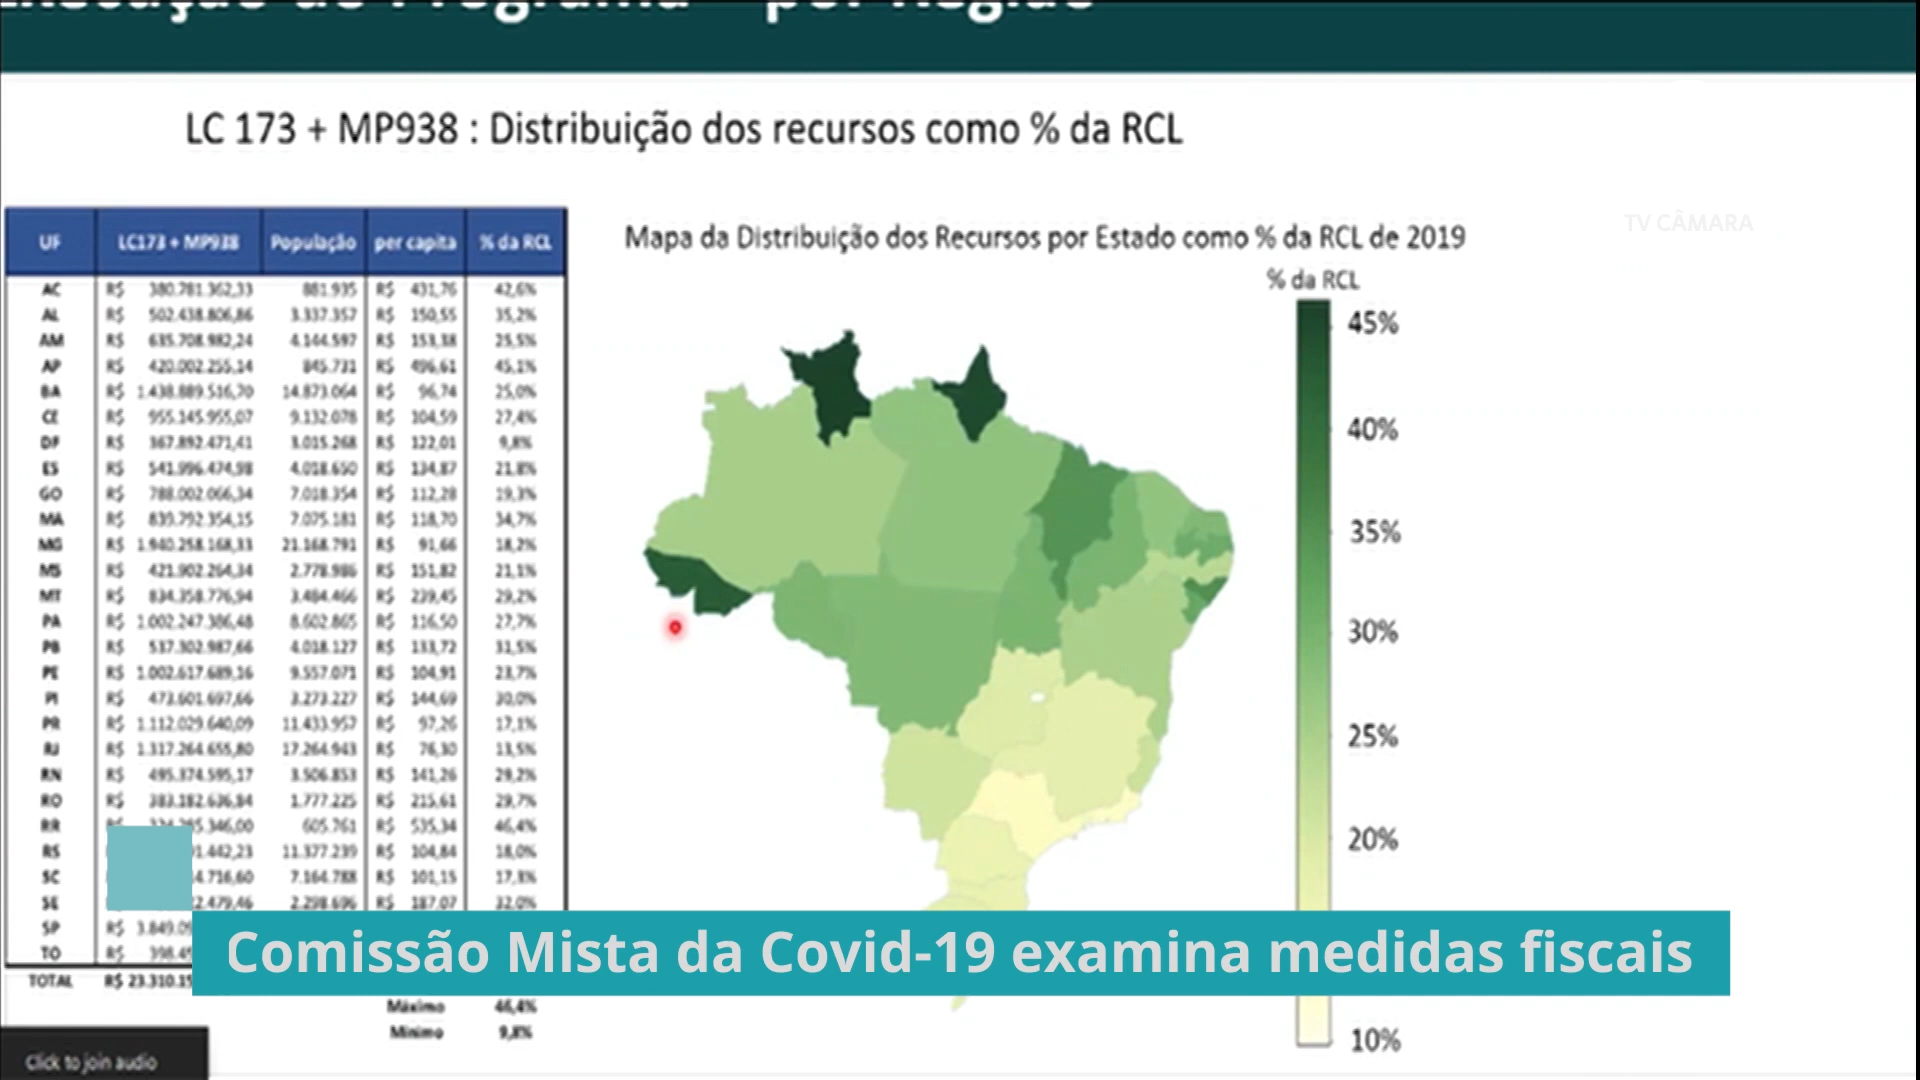 LC 173 + MP938 : Distribuição dos recursos como % da RCL
TV CÂMARA
Mapa da Distribuição dos Recursos por Estado como % da RCL de 2019
% da RCL
UF LC173 + MP938 População per capita % da RCL
AC R$ 380.781.362,33 881.935 R$ 431,76 42,6%
AL R$ 502.438.806,86 3.337.357 R$ 150,55 35,2%
AM R$ 635.708.982,24 4.144.597 R$ 153,38 25,5%
AP R$ 420.002.255,14 845.731 R$ 496,61 45,1%
BA R$ 1.438.889.516,70 14.873.064 R$ 96,74 25,0%
CE R$ 955.145.955,07 9.132.078 R$ 104,59 27,4%
DF R$ 367.892.471,41 3.015.268 R$ 122,01 9,8%
ES R$ 541.996.474,98 4.018.650 R$ 134,87 21,8%
GO R$ 788.002.066,34 7.018.354 R$ 112,28 19,3%
MA R$ 839.792.354,15 7.075.181 R$ 118,70 34,7%
MG R$ 1.940.258.168,33 21.168.791 R$ 91,66 18,2%
MS R$ 421.902.264,34 2.778.986 R$ 151,82 21,1%
MT R$ 834.358.776,94 3.484.466 R$ 239,45 29,2%
PA R$ 1.002.247.386,48 8.602.865 R$ 116,50 27,7%
PB R$ 537.302.987,66 4.018.127 R$ 133,72 31,5%
PE R$ 1.002.617.689,16 9.557.071 R$ 104,91 23,7%
PI R$ 473.601.697,66 3.273.227 R$ 144,69 30,0%
PR R$ 1.112.029.640,09 11.433.957 R$ 97,26 17,1%
RJ R$ 1.317.264.655,80 17.264.943 R$ 76,30 13,5%
RN R$ 495.374.595,17 3.506.853 R$ 141,26 29,2%
RO R$ 383.182.636,84 1.777.225 R$ 215,61 29,7%
RR 605.761 R$ 535,34 46,4%
RS 11.377.239 R$ 104,84 18,0%
SC 7.164.788 R$ 101,15 17,3%
SE 2.298.696 R$ 187,07 32,0%
SP R$
TO R$
TOTAL R$
Máximo 46,4%
Mínimo 9,8%
45%
40%
35%
30%
25%
20%
10%
Comissão Mista da Covid-19 examina medidas fiscais
Click to join audio